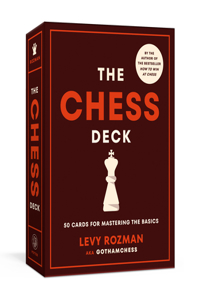 ROZMAN
THE CHESS DECK
BY THE
AUTHOR OF
THE BESTSELLER
HOW TO WIN
AT CHESS
THE
CHESS
DECK
50 CARDS FOR MASTERING THE BASICS
LEVY ROZMAN
AKA GOTHAMCHESS